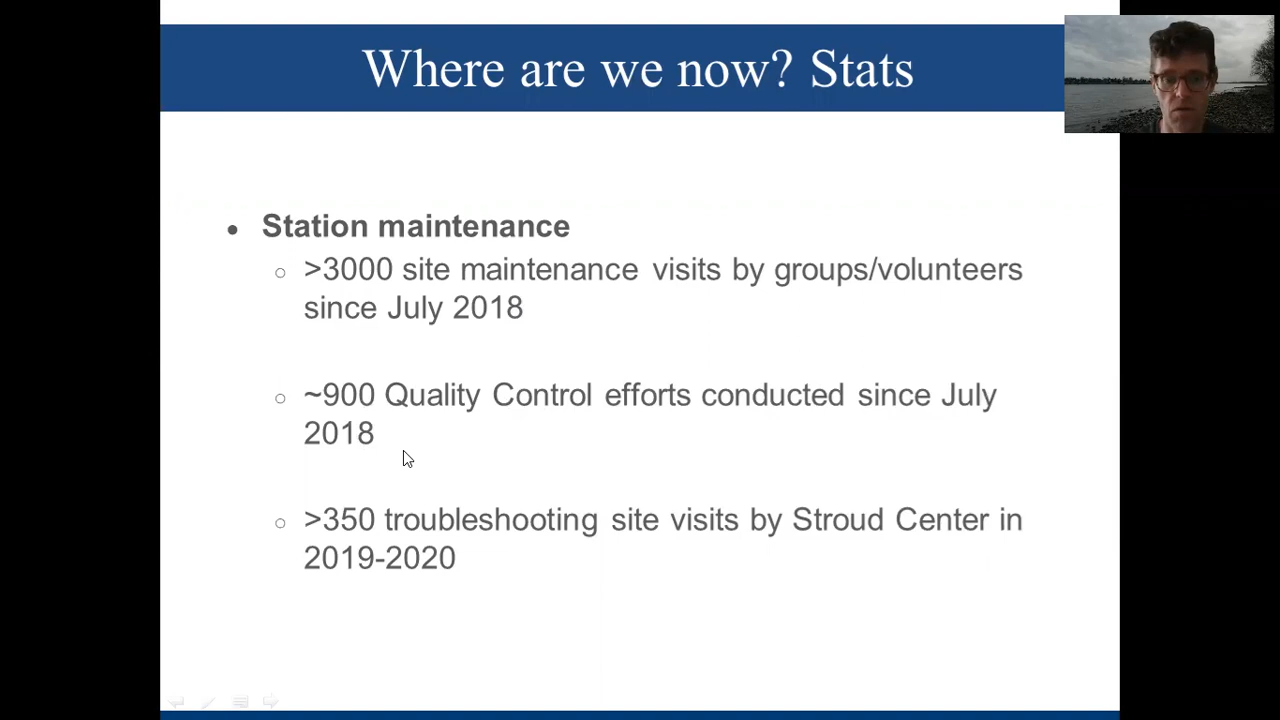 Where are we now? Stats
● Station maintenance
○ >3000 site maintenance visits by groups/volunteers
since July 2018
○ ~900 Quality Control efforts conducted since July
2018
○ >350 troubleshooting site visits by Stroud Center in
2019-2020